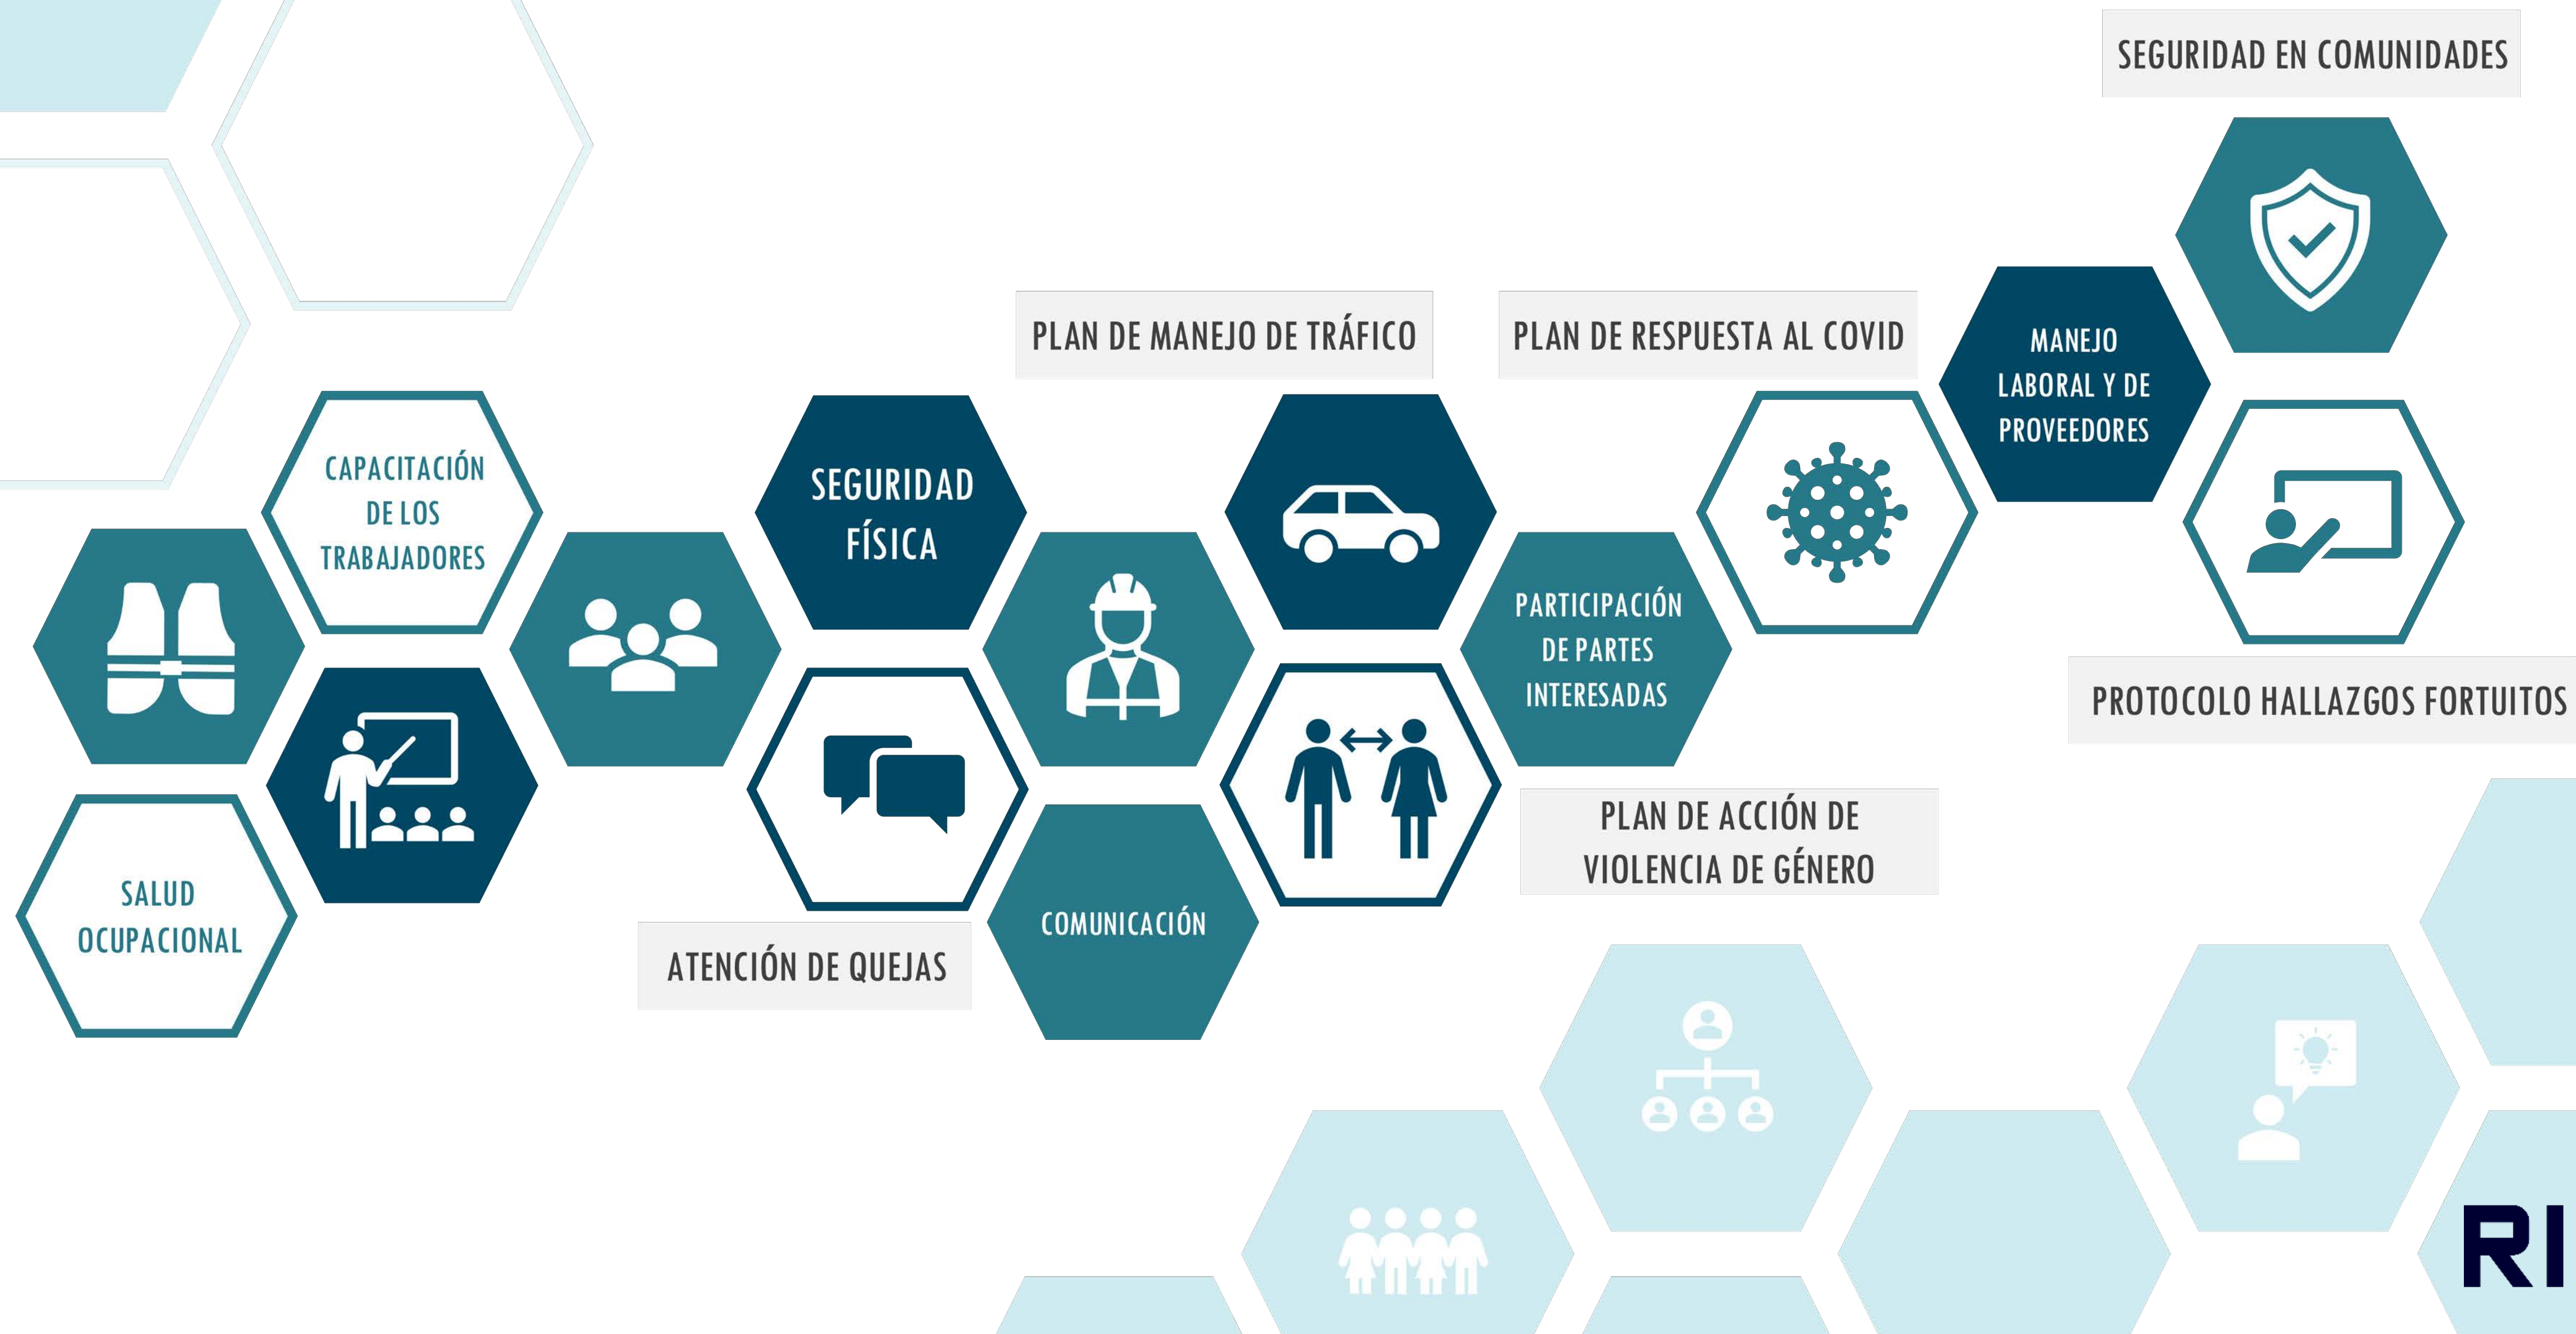 SEGURIDAD EN COMUNIDADES
PLAN DE MANEJO DE TRÁFICO
PLAN DE RESPUESTA AL COVID
MANEJO
LABORAL Y DE
PROVEEDORES
CAPACITACIÓN
DE LOS
TRABAJADORES
SEGURIDAD
FÍSICA
PARTICIPACIÓN
DE PARTES
INTERESADAS
PROTOCOLO HALLAZGOS FORTUITOS
PLAN DE ACCIÓN DE
VIOLENCIA DE GÉNERO
SALUD
OCUPACIONAL
COMUNICACIÓN
ATENCIÓN DE QUEJAS
RI